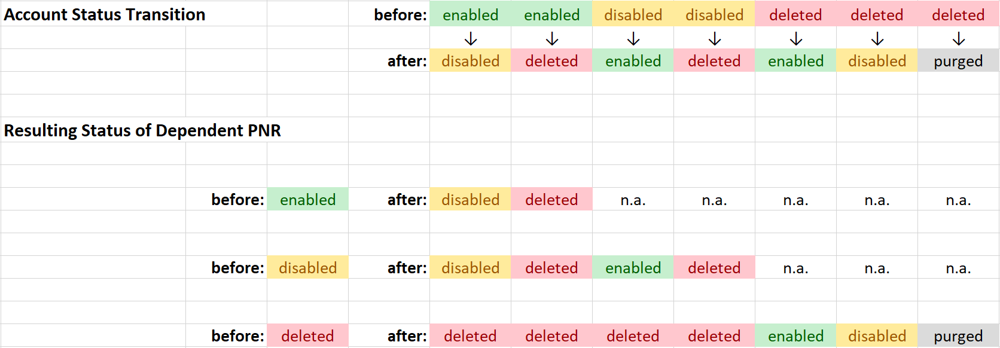 Account Status Transition before: enabled enabled disabled disabled deleted deleted deleted
↓ ↓ ↓ ↓ ↓ ↓ ↓
after: disabled deleted enabled deleted enabled disabled purged
Resulting Status of Dependent PNR
before: enabled after: disabled deleted n.a. n.a. n.a. n.a. n.a.
before: disabled after: disabled deleted enabled deleted n.a. n.a. n.a.
before: deleted after: deleted deleted deleted deleted enabled disabled purged